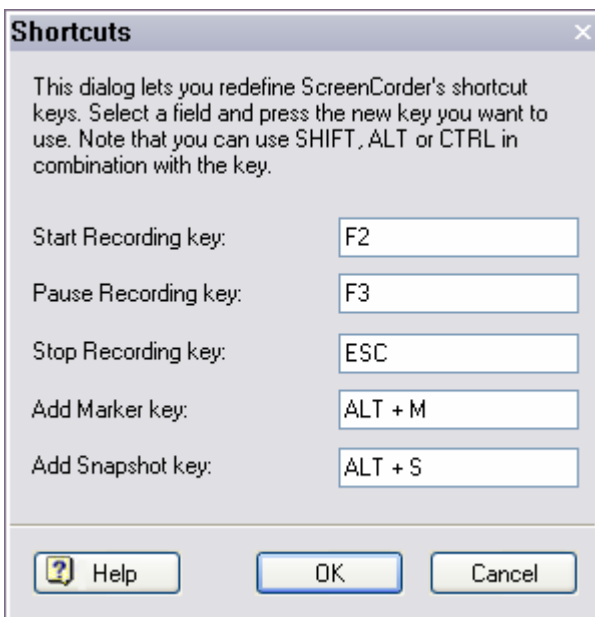 Shortcuts
This dialog lets you redefine ScreenCorder's shortcut
keys. Select a field and press the new key you want to
use. Note that you can use SHIFT, ALT or CTRL in
combination with the key.
Start Recording key: F2
Pause Recording key: F3
Stop Recording key: ESC
Add Marker key: ALT + M
Add Snapshot key: ALT + S
Help OK Cancel